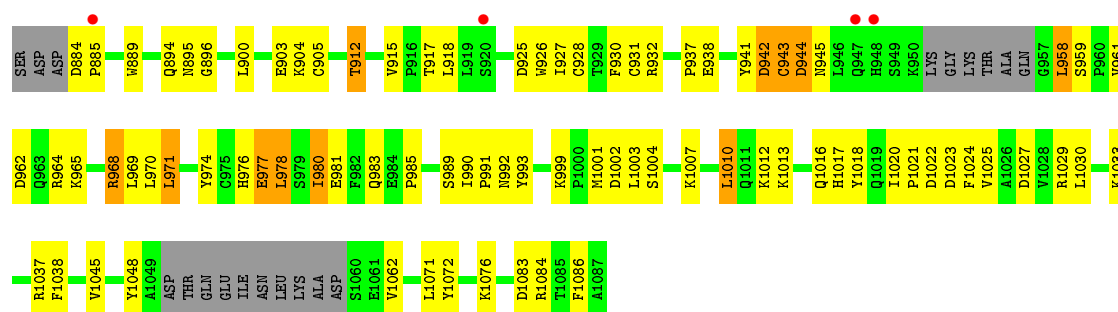 SER ASP ASP D884 P885 W889 Q894 N895 G896 L900 E903 K904 C905 T912 V915 P916 T917 L918 L919 S920 D925 W926 I927 C928 T929 F930 C931 R932 P937 E938 Y941 D942 C943 D944 N945 L946 Q947 H948 S949 K950 LYS GLY LYS THR ALA GLN G957 L958 S959 P960
D962 Q963 R964 K965 R968 L969 L970 L971 Y974 C975 H976 E977 L978 S979 I980 E981 F982 Q983 E984 P985 S989 I990 P991 N992 Y993 K999 P1000 M1001 D1002 L1003 S1004 K1007 L1010 Q1011 K1012 K1013 Q1016 H1017 Y1018 Q1019 I1020 P1021 D1022 D1023 F1024 V1025 A1026 D1027 V1028 R1029 L1030
R1037 F1038 V1045 Y1048 A1049 ASP THR GLN GLU ILE ASN LEU LYS ALA ASP S1060 E1061 V1062 L1071 Y1072 K1076 D1083 R1084 T1085 F1086 A1087